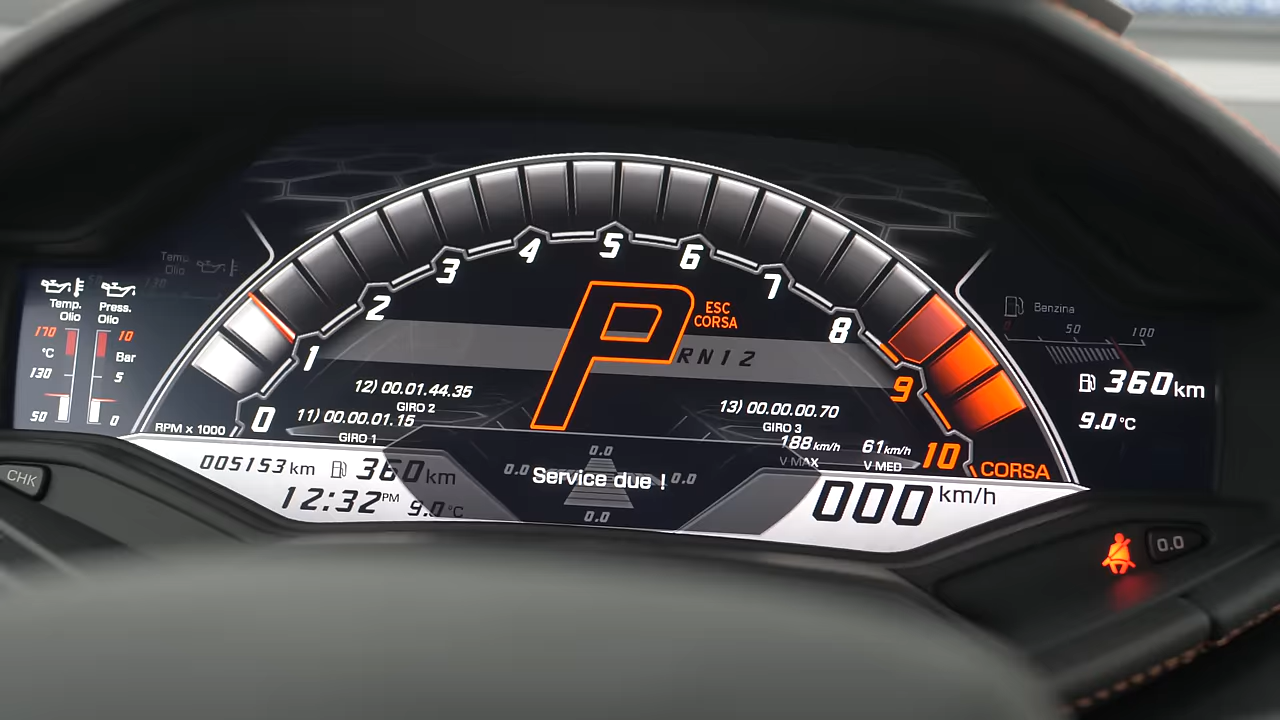 Temp.
Olio
Press.
Olio
170
10
°C
Bar
130
5
50
0
Temp
Olio
130
0
1
2
3
4
5
6
7
8
9
10
RPM x 1000
P
ESC
CORSA
RN12
12) 00.01.44.35
GIRO 2
11) 00.00.01.15
GIRO 1
13) 00.00.00.70
GIRO 3
188 km/h
V MAX
61 km/h
V MED
CORSA
005153 km
360 km
12:32 PM
9.0 °C
0.0
0.0
Service due !
0.0
0.0
000 km/h
Benzina
0
50
100
360 km
9.0 °C
CHK
0.0